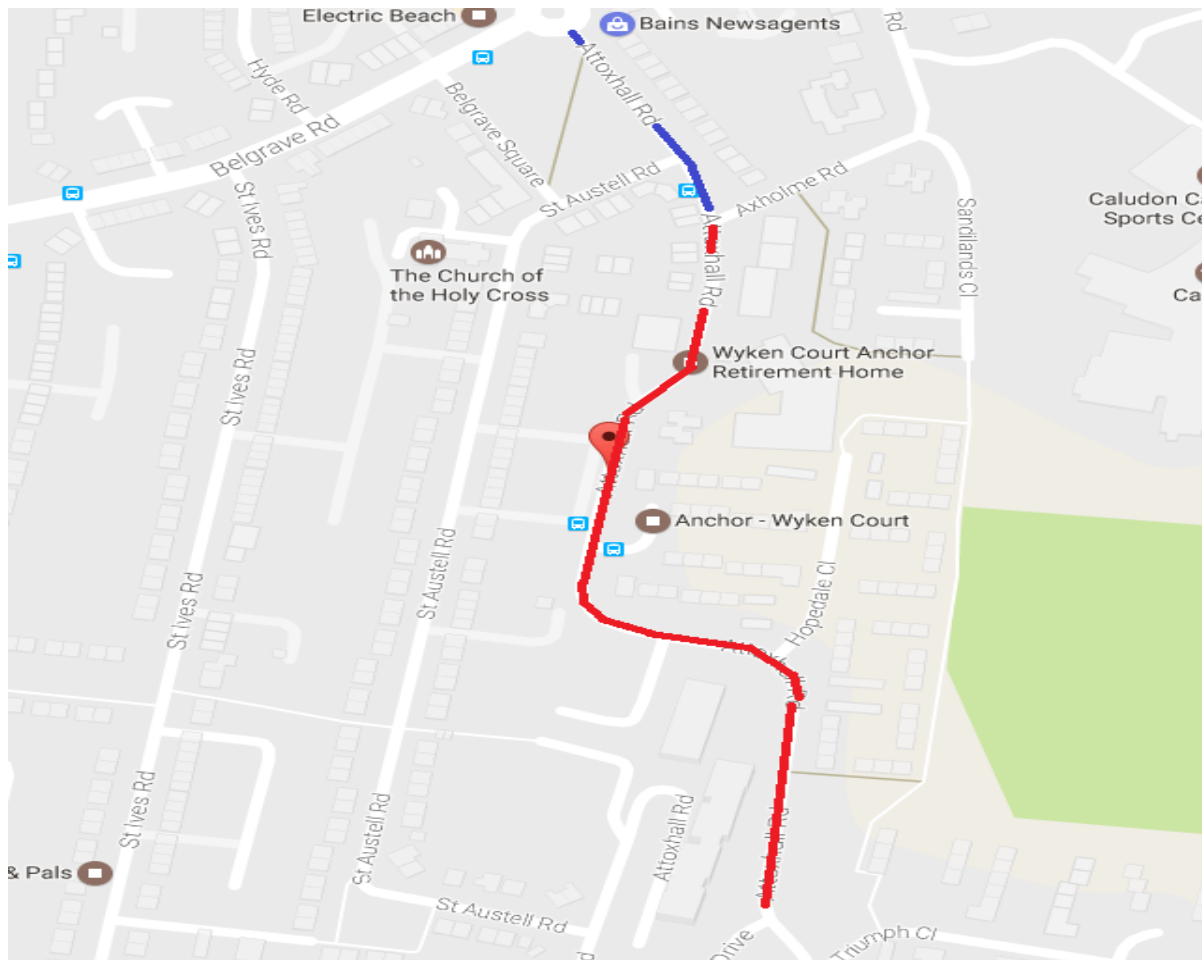 Electric Beach
Bains Newsagents
Rd
Hyde Rd
Attoxhall Rd
Belgrave Square
Belgrave Rd
St Austell Rd
Axholme Rd
Caludon Ca
Sports Ce
St Ives Rd
Sandilands Cl
The Church of
the Holy Cross
Ca
Wyken Court Anchor
Retirement Home
St Ives Rd
Anchor - Wyken Court
St Austell Rd
Hopedale Cl
St Ives Rd
St Ives Rd
St Austell Rd
Attoxhall Rd
& Pals
St Austell Rd
Drive
Triumph Cl